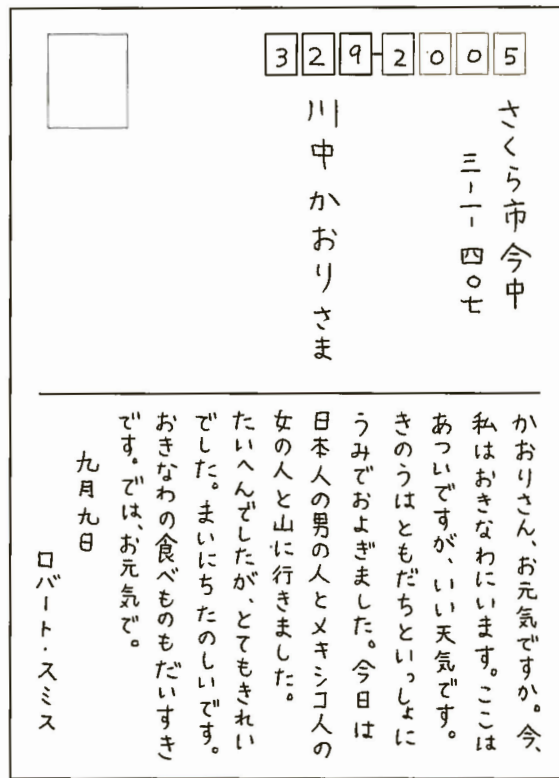 329-2005
さくら市今中
三-一-四〇七
川中かおりさま
かおりさん、お元気ですか。今、
私はおきなわにいます。ここは
あついですが、いい天気です。
きのうはともだちといっしょに
うみでおよぎました。今日は
日本人の男の人とメキシコ人の
女の人と山に行きました。
たいへんでしたが、とてもきれい
でした。まいにちたのしいです。
おきなわの食べものもだいすき
です。では、お元気で。
九月九日
ロバート・スミス